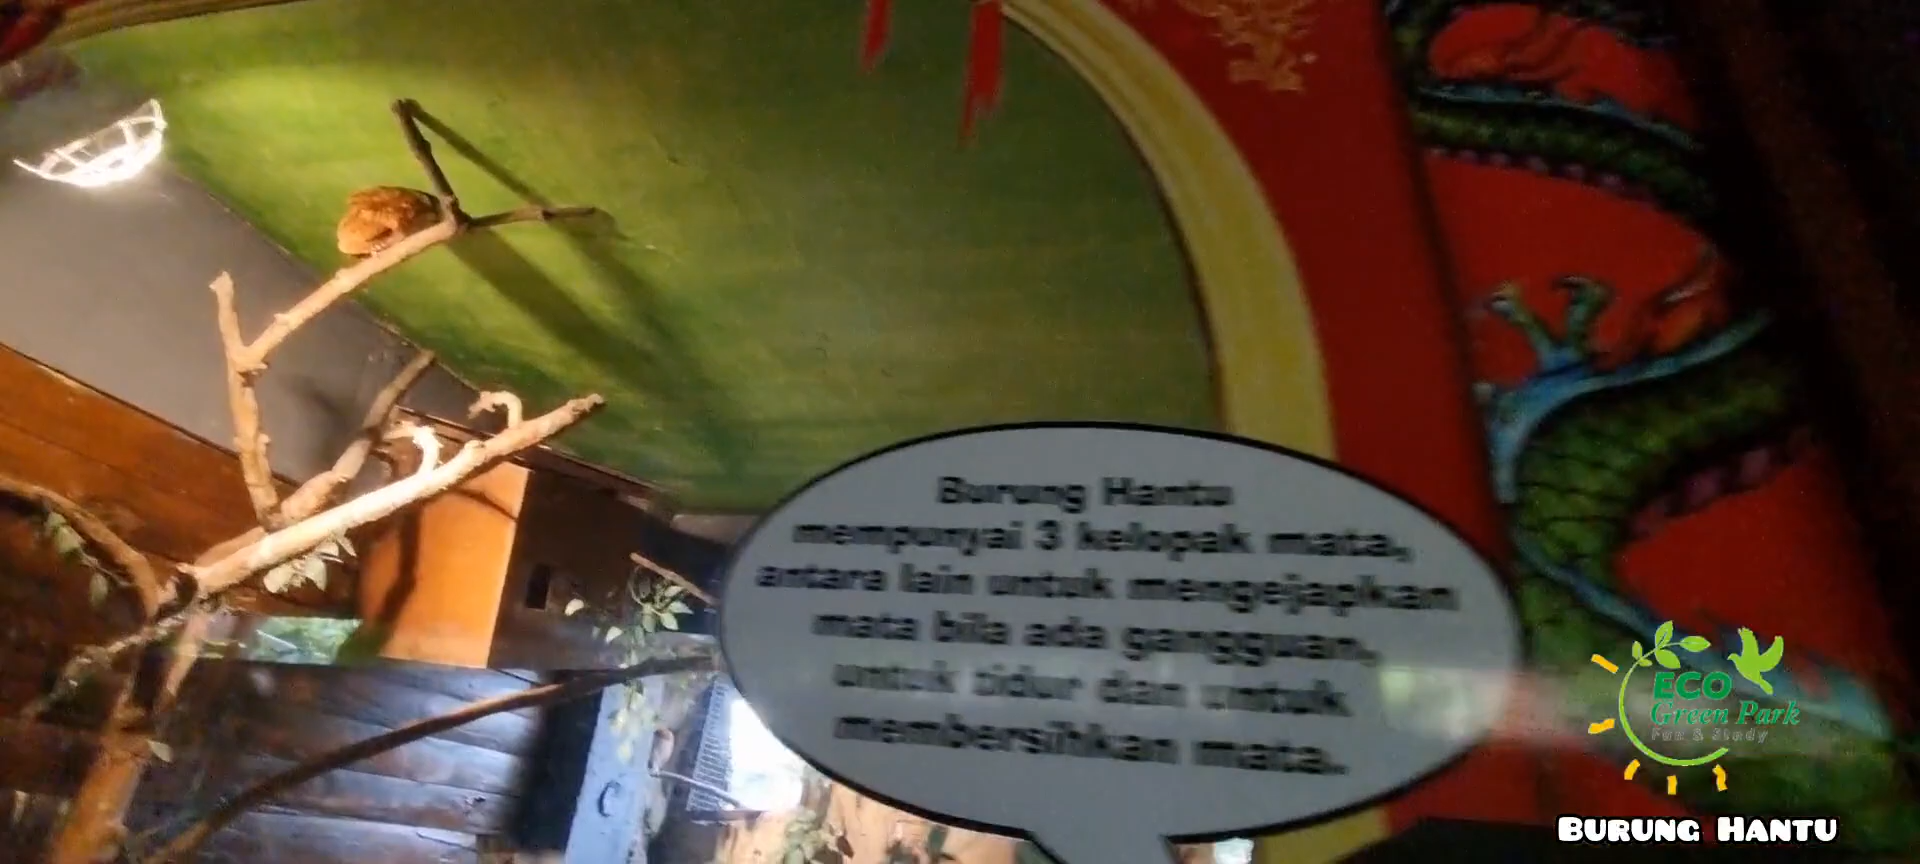 Burung Hantu
mempunyai 3 kelopak mata,
antara lain untuk mengejapkan
mata bila ada gangguan,
untuk tidur dan untuk
membersihkan mata.
ECO
Green Park
Fun & Study
BURUNG HANTU